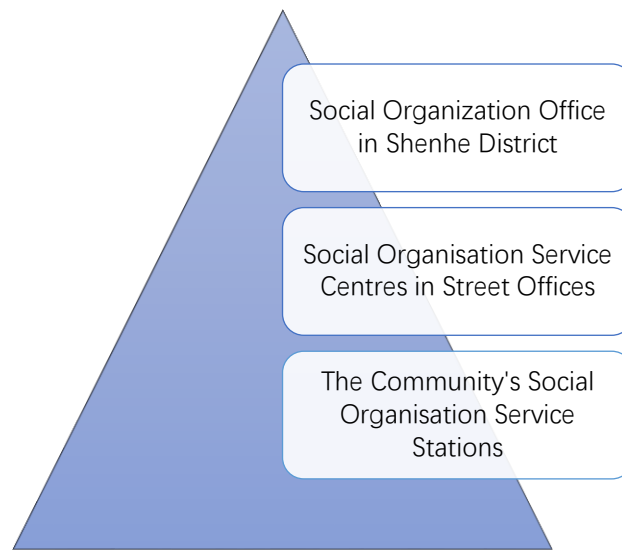 Social Organization Office
in Shenhe District
Social Organisation Service
Centres in Street Offices
The Community's Social
Organisation Service
Stations